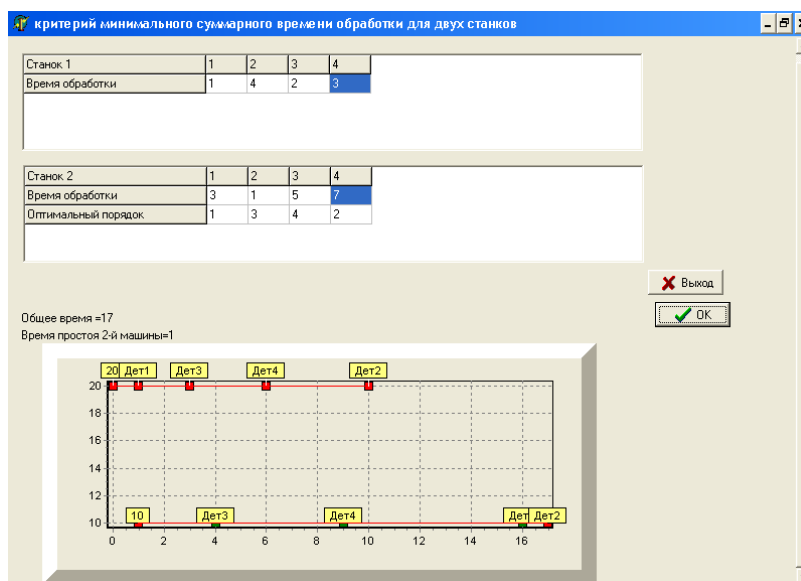 критерий минимального суммарного времени обработки для двух станков
Станок 1 1 2 3 4
Время обработки 1 4 2 3
Станок 2 1 2 3 4
Время обработки 3 1 5 7
Оптимальный порядок 1 3 4 2
Выход
OK
Общее время =17
Время простоя 2-й машины=1
20 Дет1 Дет3 Дет4 Дет2
20
18
16
14
12
10
10 Дет3 Дет4 Дет Дет2
0 2 4 6 8 10 12 14 16